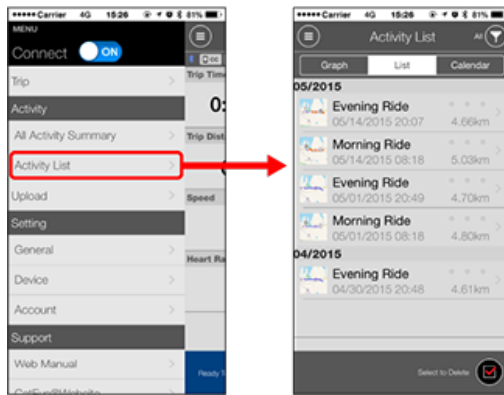 •••••Carrier 4G 15:26 81%
MENU
Connect ON
Trip
Activity
All Activity Summary
Activity List
Upload
Setting
General
Device
Account
Support
Web Manual
CatEye®Website
Trip Time
0:
Trip Dist
Speed
Heart Ra
Ready T
•••••Carrier 4G 15:26 81%
Activity List All
Graph List Calendar
05/2015
Evening Ride
05/14/2015 20:07 4.66km
Morning Ride
05/14/2015 08:18 5.03km
Evening Ride
05/01/2015 20:49 4.70km
Morning Ride
05/01/2015 08:18 4.80km
04/2015
Evening Ride
04/30/2015 20:48 4.61km
Select to Delete